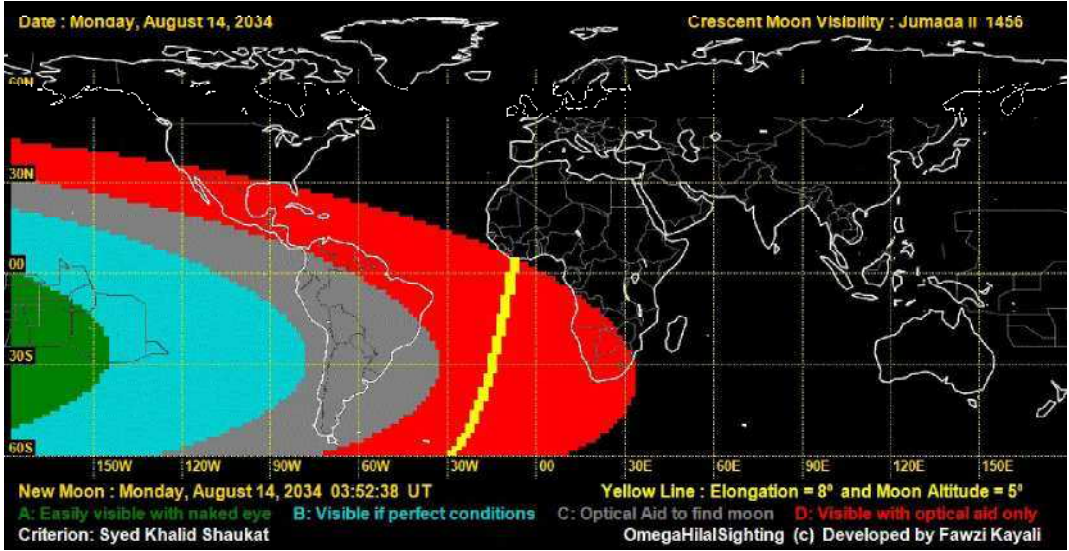 Date : Monday, August 14, 2034 Crescent Moon Visibility : Jumada II 1456
60N
30N
00
30S
60S
150W 120W 90W 60W 30W 00 30E 60E 90E 120E 150E
New Moon : Monday, August 14, 2034 03:52:38 UT Yellow Line : Elongation = 8º and Moon Altitude = 5º
A: Easily visible with naked eye B: Visible if perfect conditions C: Optical Aid to find moon D: Visible with optical aid only
Criterion: Syed Khalid Shaukat OmegaHilalSighting (c) Developed by Fawzi Kayali